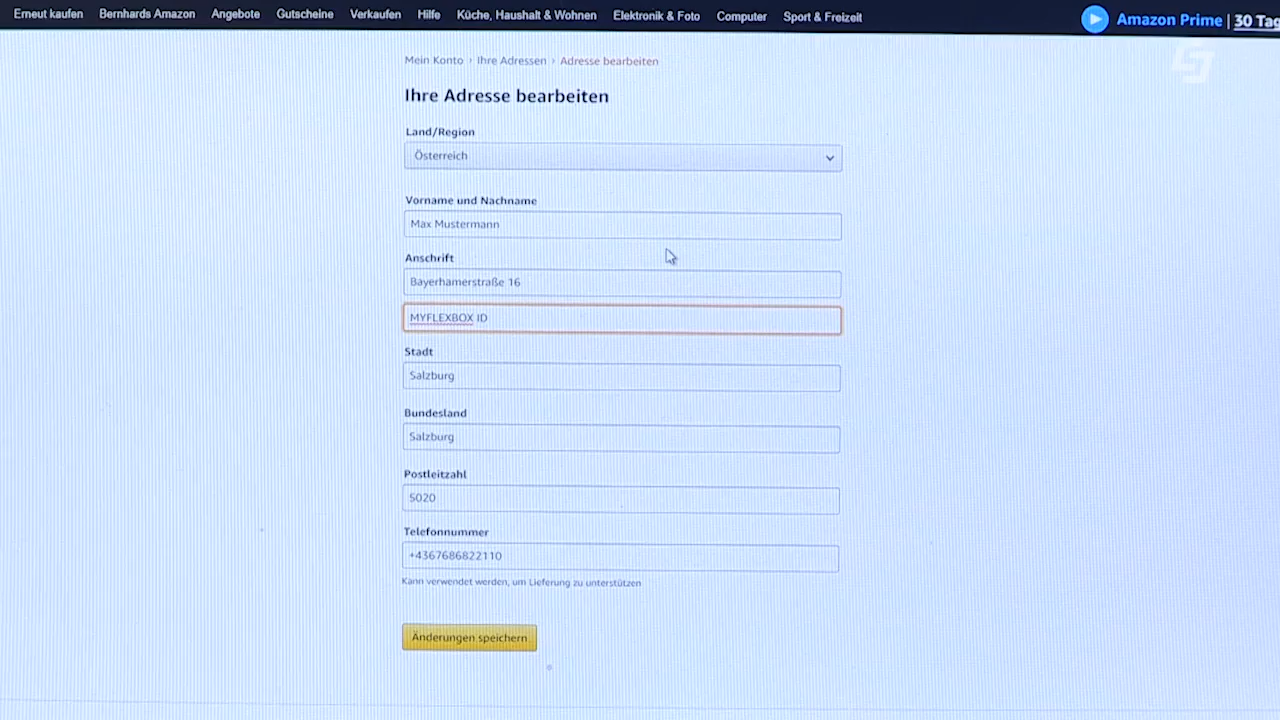 Erneut kaufen Bernhards Amazon Angebote Gutscheine Verkaufen Hilfe Küche, Haushalt & Wohnen Elektronik & Foto Computer Sport & Freizeit Amazon Prime | 30 Tag
Mein Konto › Ihre Adressen › Adresse bearbeiten
Ihre Adresse bearbeiten
Land/Region
Österreich
Vorname und Nachname
Max Mustermann
Anschrift
Bayerhamerstraße 16
MYFLEXBOX ID
Stadt
Salzburg
Bundesland
Salzburg
Postleitzahl
5020
Telefonnummer
+4367686822110
Kann verwendet werden, um Lieferung zu unterstützen
Änderungen speichern